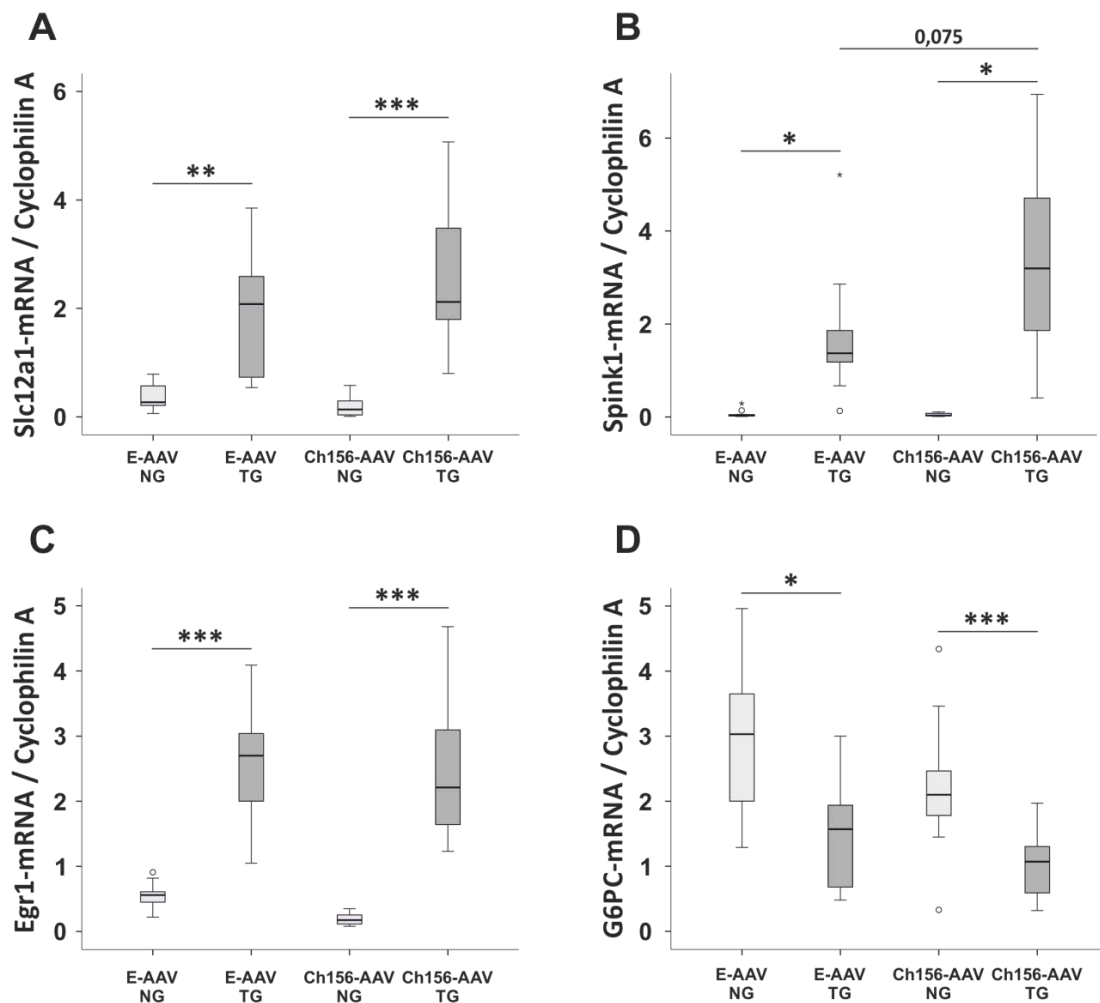 A
Slc12a1-mRNA / Cyclophilin A
6
4
2
0
**
***
E-AAV NG
E-AAV TG
Ch156-AAV NG
Ch156-AAV TG
B
Spink1-mRNA / Cyclophilin A
6
4
2
0
0,075
*
*
*
*
E-AAV NG
E-AAV TG
Ch156-AAV NG
Ch156-AAV TG
C
Egr1-mRNA / Cyclophilin A
5
4
3
2
1
0
***
***
E-AAV NG
E-AAV TG
Ch156-AAV NG
Ch156-AAV TG
D
G6PC-mRNA / Cyclophilin A
5
4
3
2
1
0
*
***
E-AAV NG
E-AAV TG
Ch156-AAV NG
Ch156-AAV TG